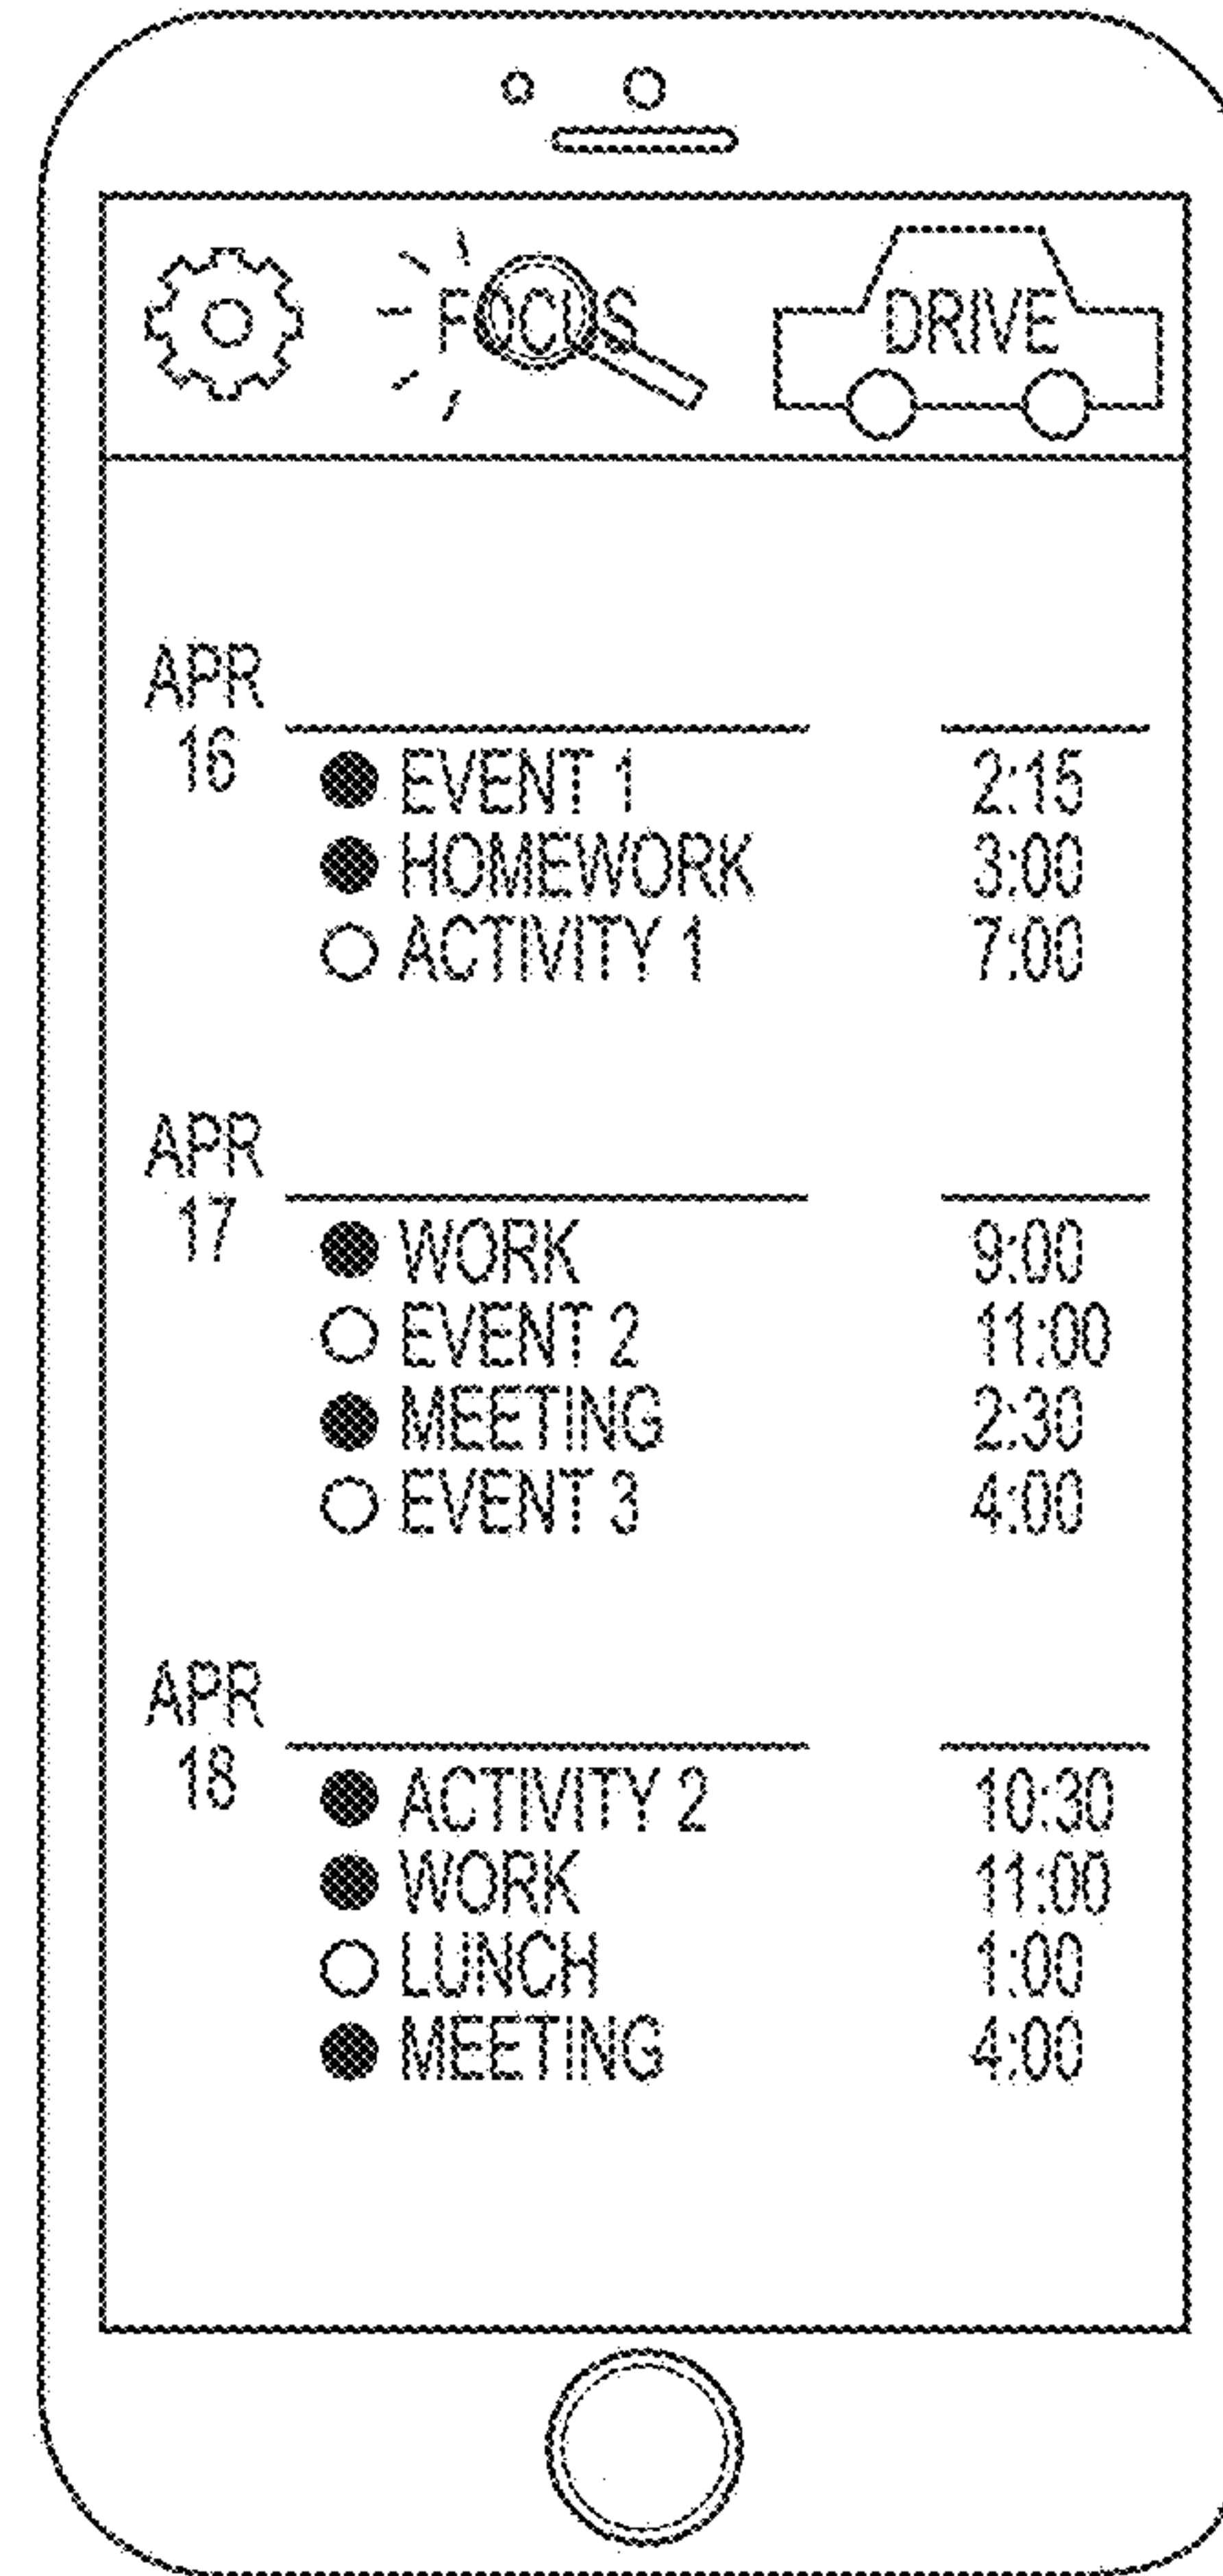 FOCUS DRIVE
APR
16
EVENT 1 2:15
HOMEWORK 3:00
ACTIVITY 1 7:00
APR
17
WORK 9:00
EVENT 2 11:00
MEETING 2:30
EVENT 3 4:00
APR
18
ACTIVITY 2 10:30
WORK 11:00
LUNCH 1:00
MEETING 4:00